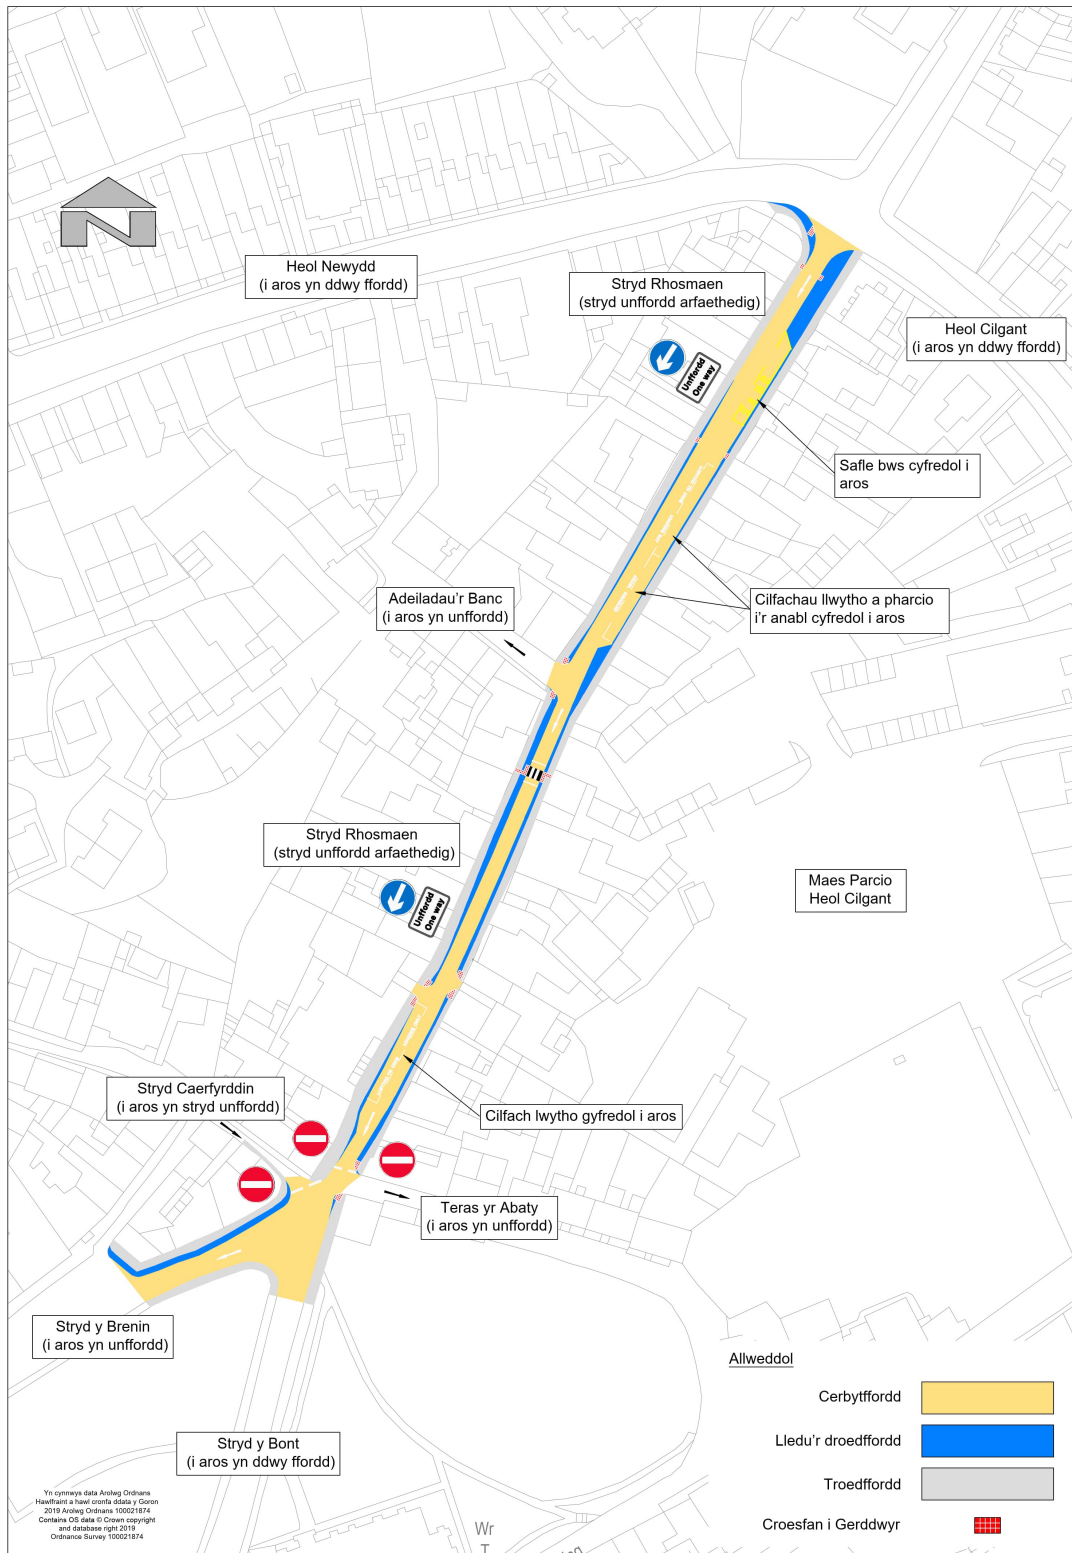 Heol Newydd
(i aros yn ddwy ffordd)
Stryd Rhosmaen
(stryd unffordd arfaethedig)
Heol Cilgant
(i aros yn ddwy ffordd)
Unffordd
One way
Safle bws cyfredol i
aros
Adeiladau'r Banc
(i aros yn unffordd)
Cilfachau llwytho a pharcio
i'r anabl cyfredol i aros
Stryd Rhosmaen
(stryd unffordd arfaethedig)
Unffordd
One way
Maes Parcio
Heol Cilgant
Stryd Caerfyrddin
(i aros yn stryd unffordd)
Cilfach lwytho gyfredol i aros
Teras yr Abaty
(i aros yn unffordd)
Stryd y Brenin
(i aros yn unffordd)
Stryd y Bont
(i aros yn ddwy ffordd)
Allweddol
Cerbytffordd
Lledu'r droedffordd
Troedffordd
Croesfan i Gerddwyr
Yn cynnwys data Arolwg Ordnans
Hawlfraint a hawl cronfa ddata y Goron
2019 Arolwg Ordnans 100021874
Contains OS data © Crown copyright
and database right 2019
Ordnance Survey 100021874
Wr